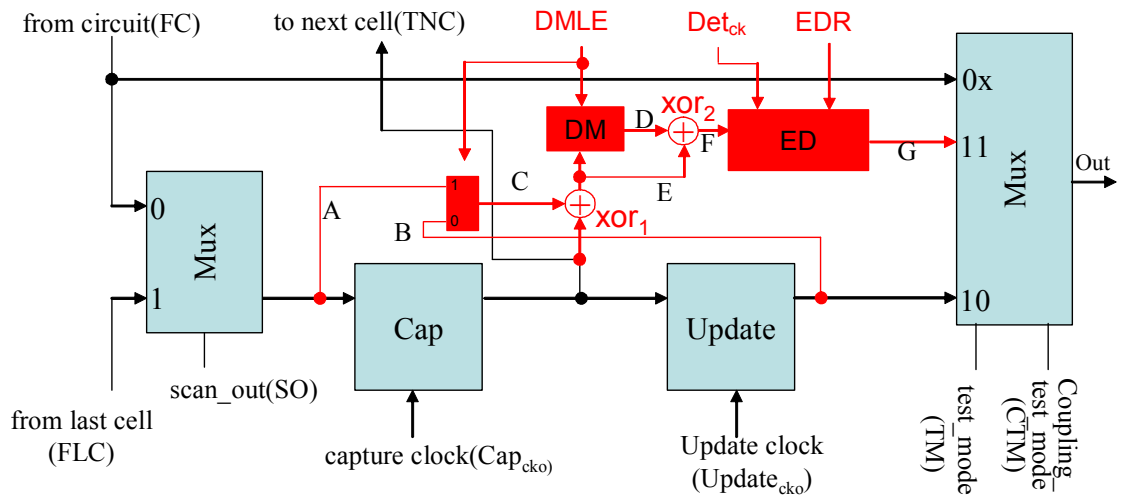 from circuit(FC)
to next cell(TNC)
DMLE
Det_ck
EDR
0x
DM
D
xor_2
F
ED
G
11
Mux
Out
E
1
C
0
xor_1
A
B
0
Mux
1
Cap
Update
10
scan_out(SO)
from last cell
(FLC)
capture clock(Cap_cko)
Update clock
(Update_cko)
test_mode
(TM)
Coupling_
test_mode
(CTM)